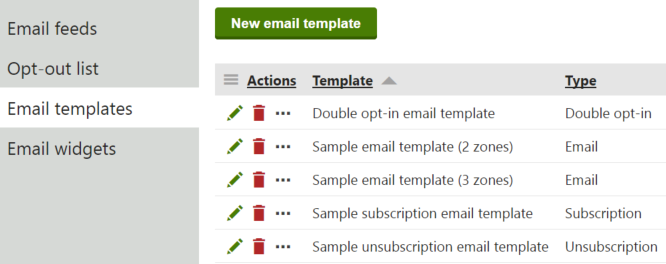 Email feeds
Opt-out list
Email templates
Email widgets
New email template
Actions Template Type
Double opt-in email template Double opt-in
Sample email template (2 zones) Email
Sample email template (3 zones) Email
Sample subscription email template Subscription
Sample unsubscription email template Unsubscription